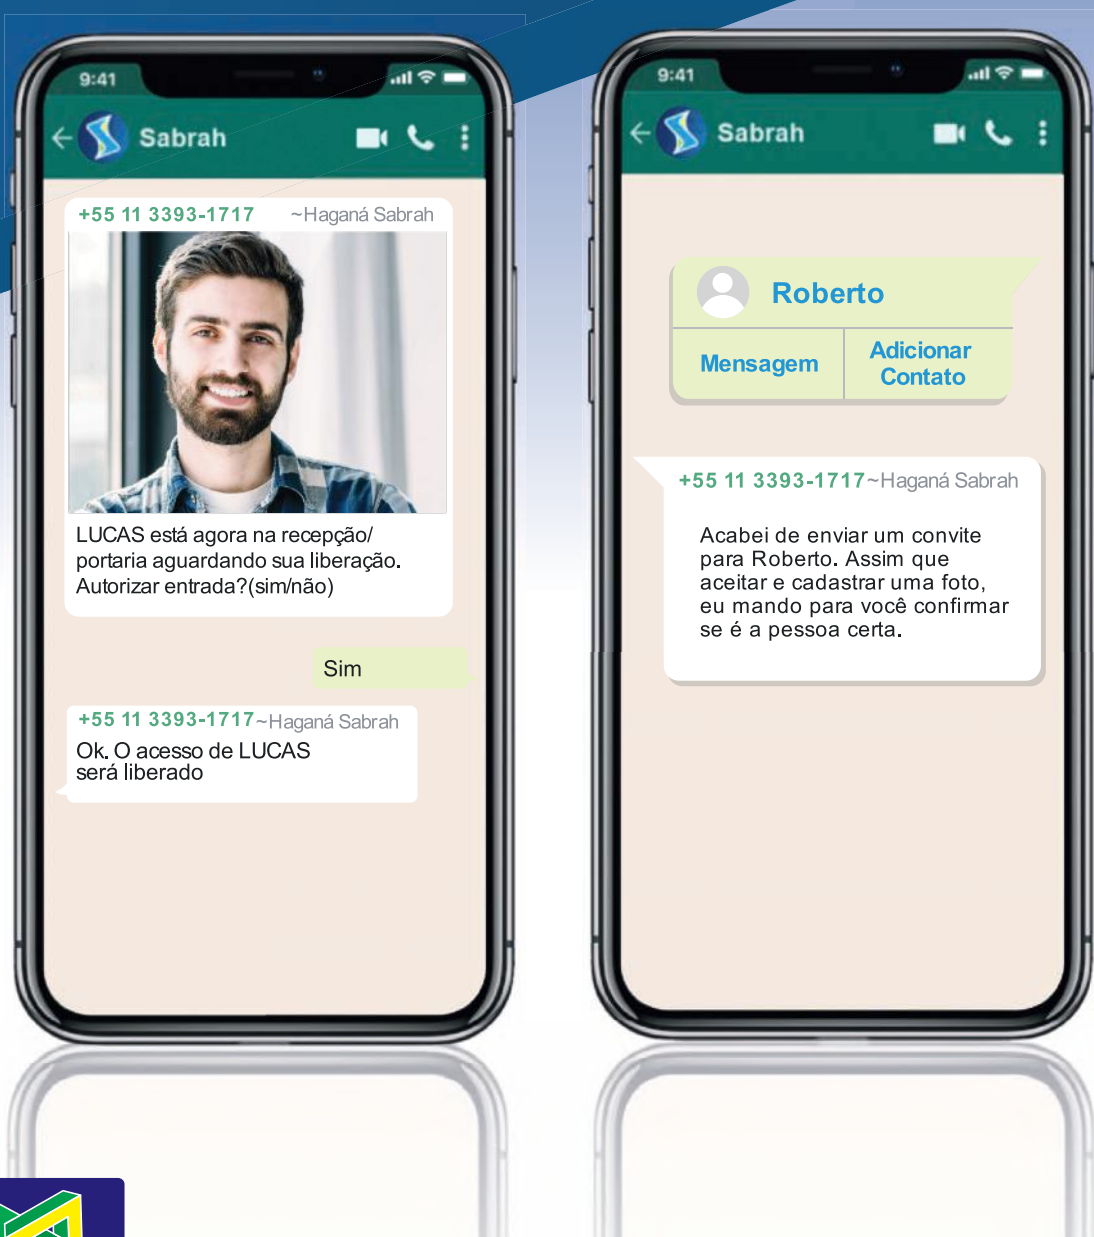 9:41
Sabrah
+55 11 3393-1717 ~Haganá Sabrah
LUCAS está agora na recepção/
portaria aguardando sua liberação.
Autorizar entrada?(sim/não)
Sim
+55 11 3393-1717~Haganá Sabrah
Ok. O acesso de LUCAS
será liberado
9:41
Sabrah
Roberto
Mensagem
Adicionar
Contato
+55 11 3393-1717~Haganá Sabrah
Acabei de enviar um convite
para Roberto. Assim que
aceitar e cadastrar uma foto,
eu mando para você confirmar
se é a pessoa certa.